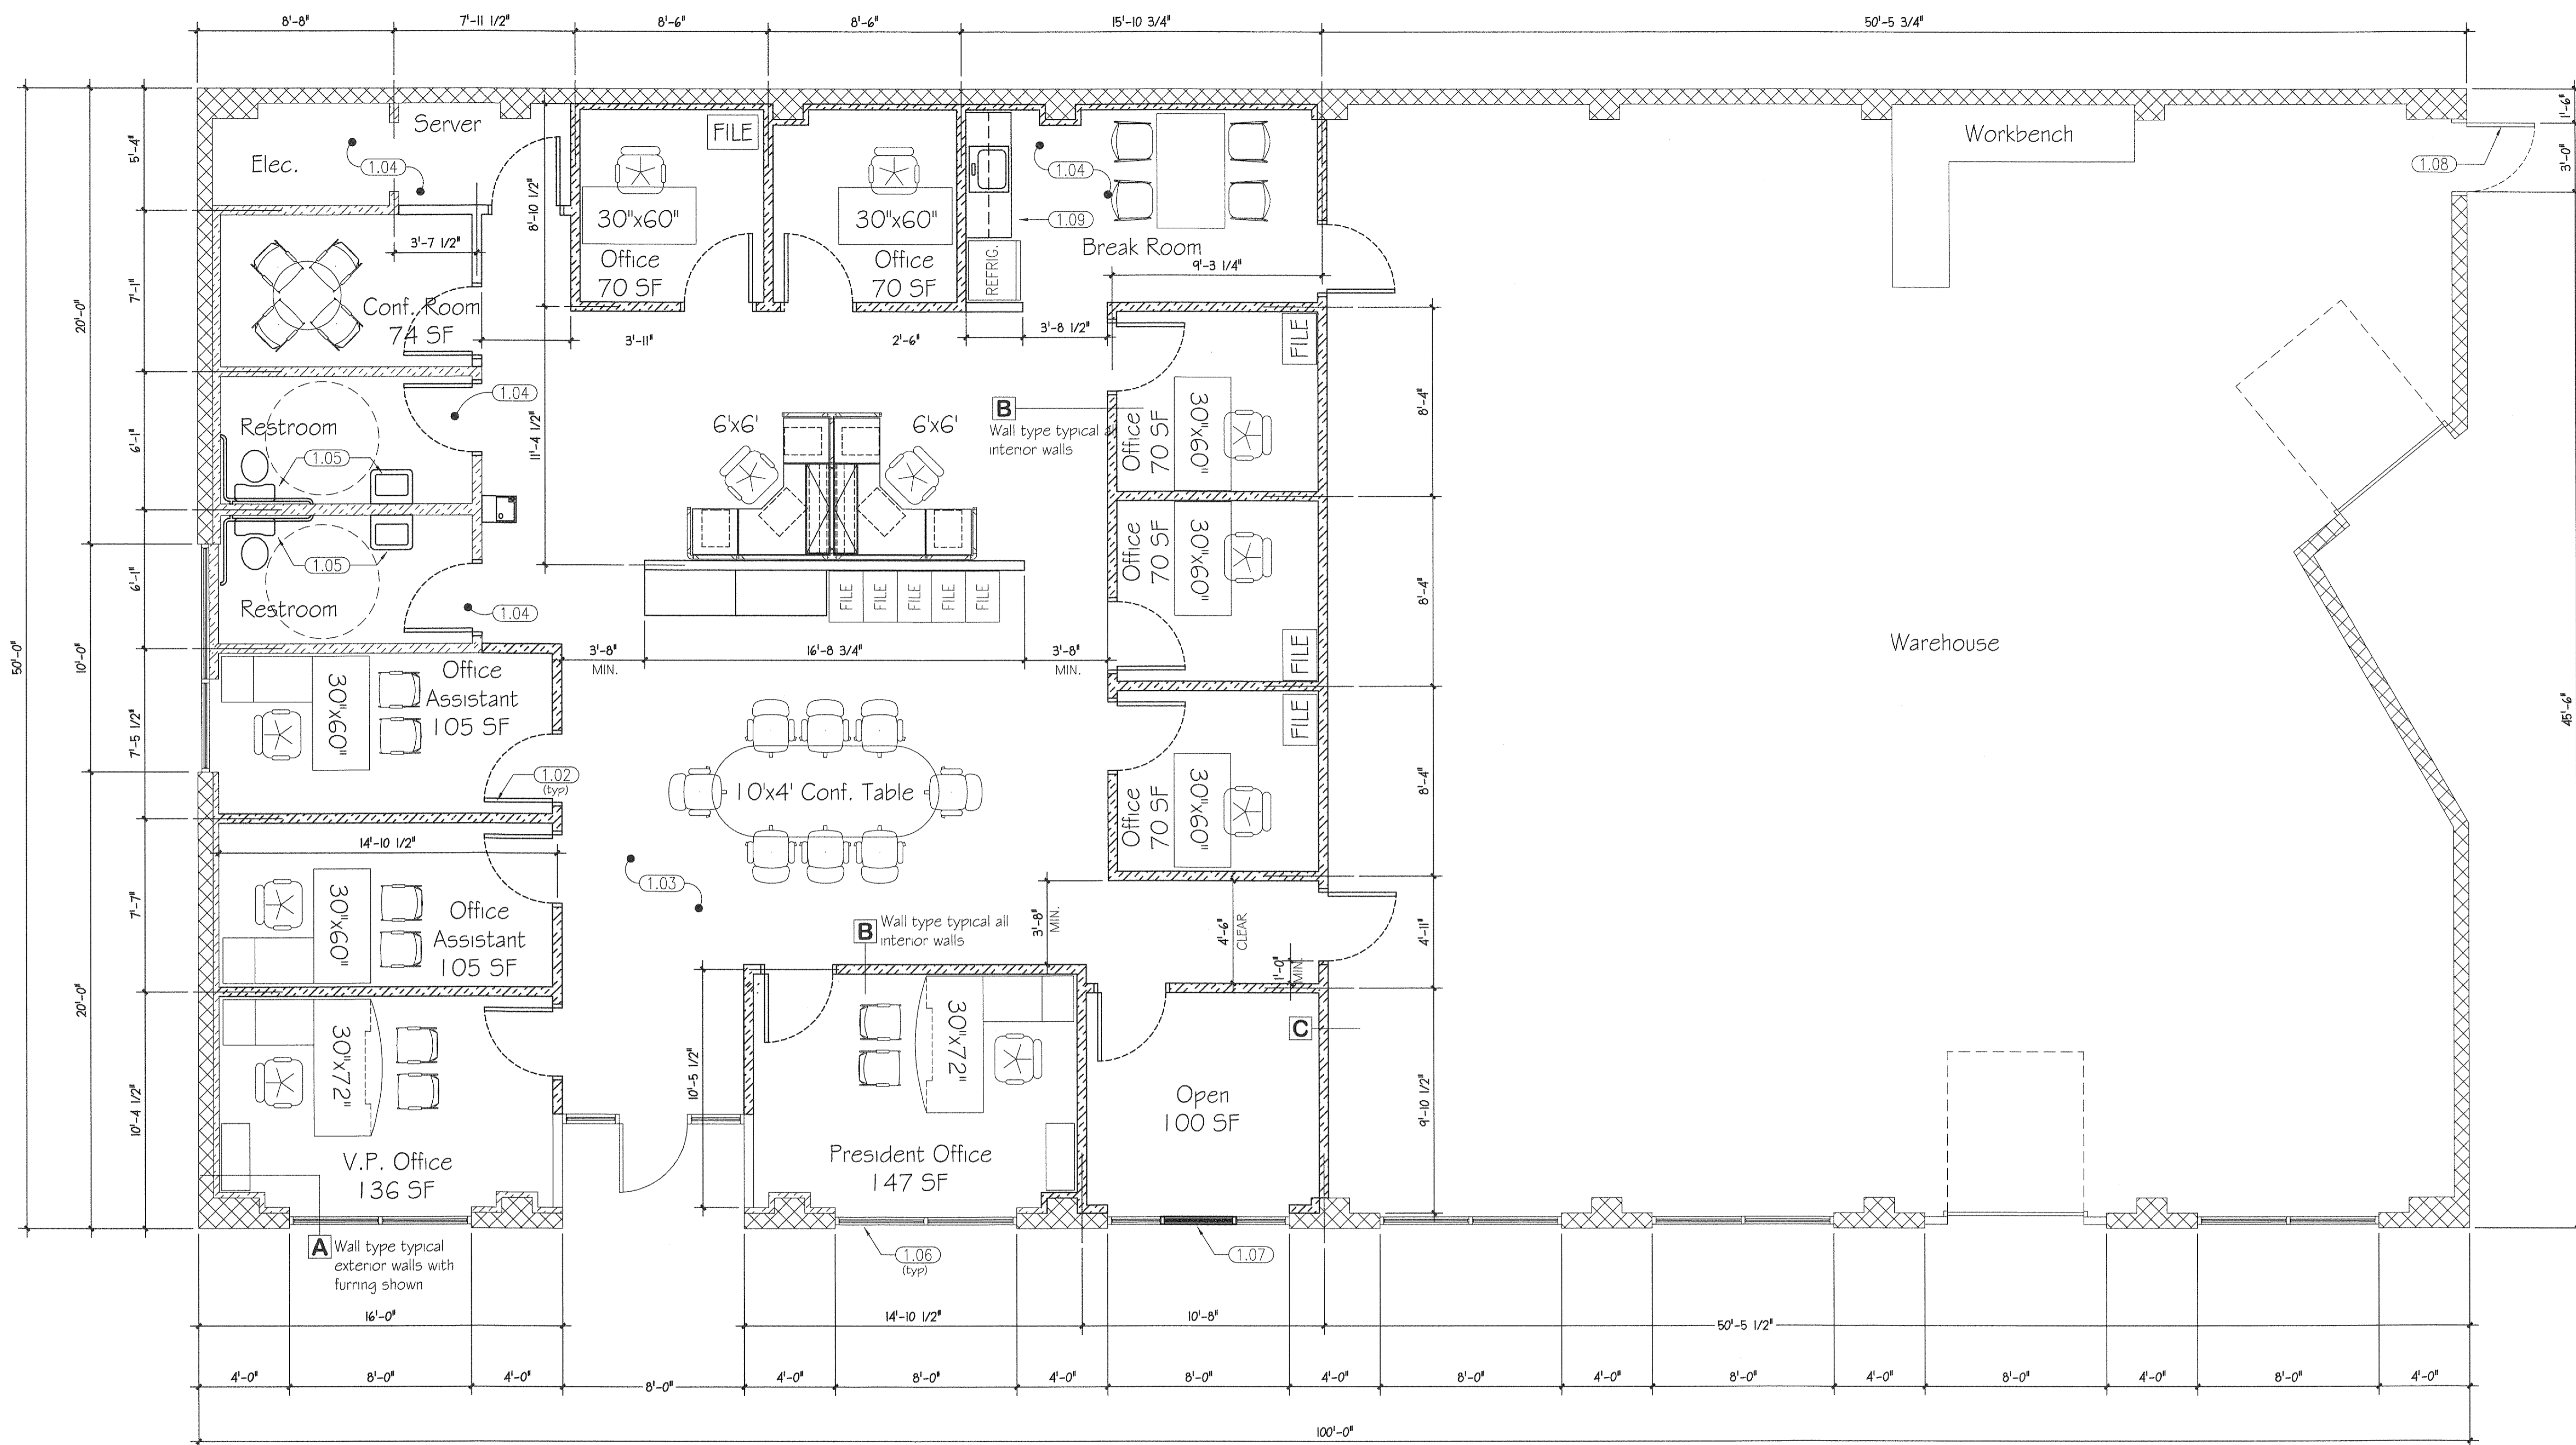 8'-8"
7'-11 1/2"
8'-6"
8'-6"
15'-10 3/4"
50'-5 3/4"
Server
Elec.
1.04
FILE
30"x60"
Office
70 SF
30"x60"
Office
70 SF
1.04
1.09
REFRIG.
Break Room
9'-3 1/4"
Workbench
1.08
1'-6"
3'-0"
45'-6"
50'-0"
20'-0"
10'-0"
20'-0"
5'-4"
7'-1"
6'-1"
6'-1"
7'-5 1/2"
7'-7"
10'-4 1/2"
8'-10 1/2"
11'-4 1/2"
3'-7 1/2"
Conf. Room
74 SF
3'-11"
2'-6"
3'-8 1/2"
1.04
Restroom
1.05
1.05
Restroom
1.04
6'x6'
6'x6'
FILE
FILE
FILE
FILE
FILE
B
Wall type typical
interior walls
FILE
Office
70 SF
30"x60"
8'-4"
Office
70 SF
30"x60"
FILE
8'-4"
FILE
Office
70 SF
30"x60"
8'-4"
Warehouse
3'-8"
MIN.
16'-8 3/4"
3'-8"
MIN.
Office
Assistant
105 SF
30"x60"
1.02
(typ)
10'x4' Conf. Table
14'-10 1/2"
30"x60"
Office
Assistant
105 SF
1.03
B
Wall type typical all
interior walls
3'-8"
MIN.
4'-6"
CLEAR
1'-0"
MIN.
4'-11"
9'-10 1/2"
C
30"x72"
V.P. Office
136 SF
10'-5 1/2"
30"x72"
President Office
147 SF
Open
100 SF
A
Wall type typical
exterior walls with
furring shown
1.06
(typ)
1.07
16'-0"
14'-10 1/2"
10'-8"
50'-5 1/2"
4'-0"
8'-0"
4'-0"
8'-0"
4'-0"
8'-0"
4'-0"
8'-0"
4'-0"
8'-0"
4'-0"
8'-0"
4'-0"
8'-0"
4'-0"
8'-0"
4'-0"
100'-0"